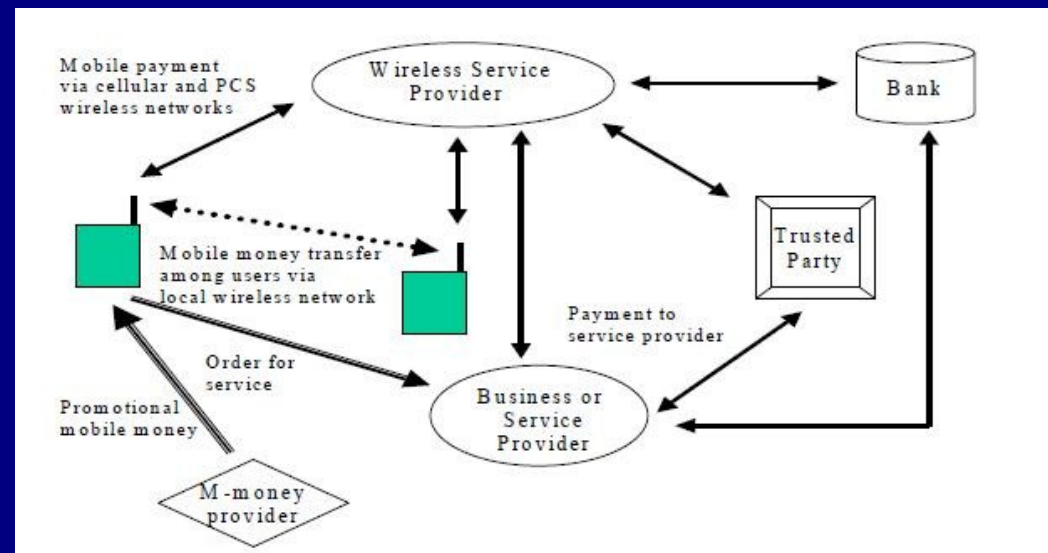 Mobile payment
via cellular and PCS
wireless networks
Wireless Service
Provider
Bank
Mobile money transfer
among users via
local wireless network
Trusted
Party
Payment to
service provider
Order for
service
Business or
Service
Provider
Promotional
mobile money
M-money
provider